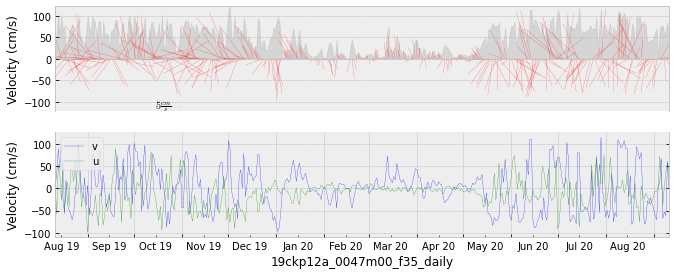 Velocity (cm/s)
100
50
0
−50
−100
5 cm/s
Velocity (cm/s)
100
50
0
−50
−100
v
u
Aug 19 Sep 19 Oct 19 Nov 19 Dec 19 Jan 20 Feb 20 Mar 20 Apr 20 May 20 Jun 20 Jul 20 Aug 20
19ckp12a_0047m00_f35_daily